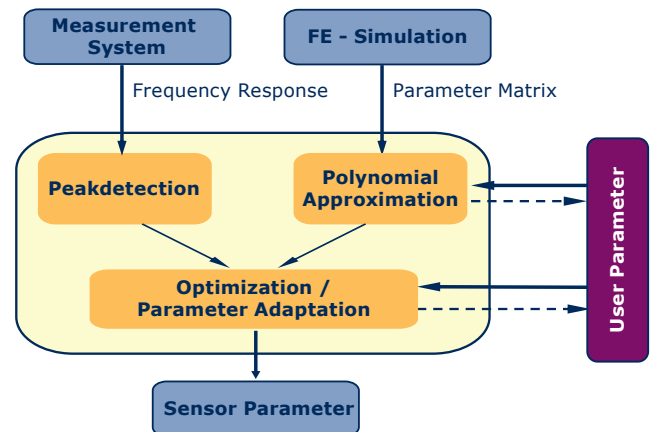 Measurement
System
FE - Simulation
Frequency Response
Parameter Matrix
Peakdetection
Polynomial
Approximation
User Parameter
Optimization /
Parameter Adaptation
Sensor Parameter